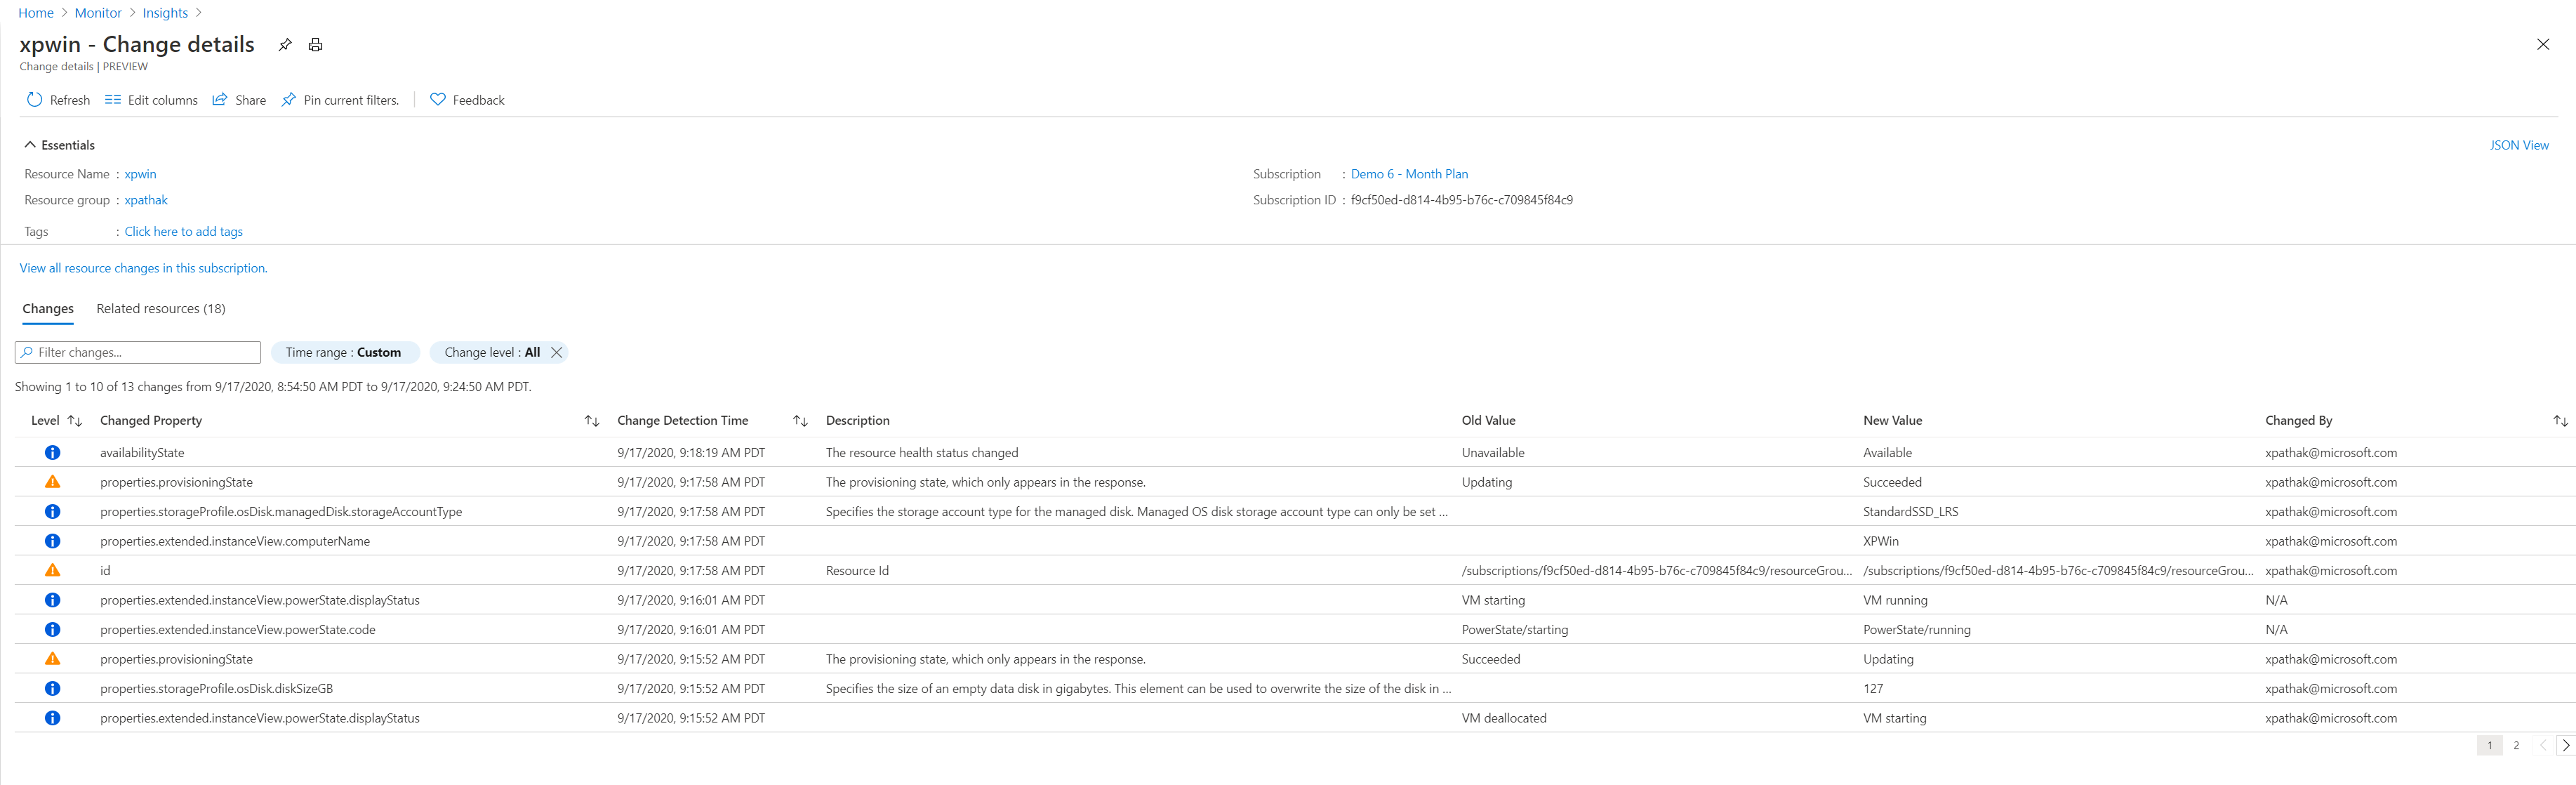 Home > Monitor > Insights >
xpwin - Change details
Change details | PREVIEW
Refresh Edit columns Share Pin current filters. Feedback
Essentials JSON View
Resource Name : xpwin Subscription : Demo 6 - Month Plan
Resource group : xpathak Subscription ID : f9cf50ed-d814-4b95-b76c-c709845f84c9
Tags : Click here to add tags
View all resource changes in this subscription.
Changes Related resources (18)
Filter changes... Time range : Custom Change level : All
Showing 1 to 10 of 13 changes from 9/17/2020, 8:54:50 AM PDT to 9/17/2020, 9:24:50 AM PDT.
Level Changed Property Change Detection Time Description Old Value New Value Changed By
availabilityState 9/17/2020, 9:18:19 AM PDT The resource health status changed Unavailable Available xpathak@microsoft.com
properties.provisioningState 9/17/2020, 9:17:58 AM PDT The provisioning state, which only appears in the response. Updating Succeeded xpathak@microsoft.com
properties.storageProfile.osDisk.managedDisk.storageAccountType 9/17/2020, 9:17:58 AM PDT Specifies the storage account type for the managed disk. Managed OS disk storage account type can only be set ... StandardSSD_LRS xpathak@microsoft.com
properties.extended.instanceView.computerName 9/17/2020, 9:17:58 AM PDT XPWin xpathak@microsoft.com
id 9/17/2020, 9:17:58 AM PDT Resource Id /subscriptions/f9cf50ed-d814-4b95-b76c-c709845f84c9/resourceGrou... /subscriptions/f9cf50ed-d814-4b95-b76c-c709845f84c9/resourceGrou... xpathak@microsoft.com
properties.extended.instanceView.powerState.displayStatus 9/17/2020, 9:16:01 AM PDT VM starting VM running N/A
properties.extended.instanceView.powerState.code 9/17/2020, 9:16:01 AM PDT PowerState/starting PowerState/running N/A
properties.provisioningState 9/17/2020, 9:15:52 AM PDT The provisioning state, which only appears in the response. Succeeded Updating xpathak@microsoft.com
properties.storageProfile.osDisk.diskSizeGB 9/17/2020, 9:15:52 AM PDT Specifies the size of an empty data disk in gigabytes. This element can be used to overwrite the size of the disk in ... 127 xpathak@microsoft.com
properties.extended.instanceView.powerState.displayStatus 9/17/2020, 9:15:52 AM PDT VM deallocated VM starting xpathak@microsoft.com
1 2